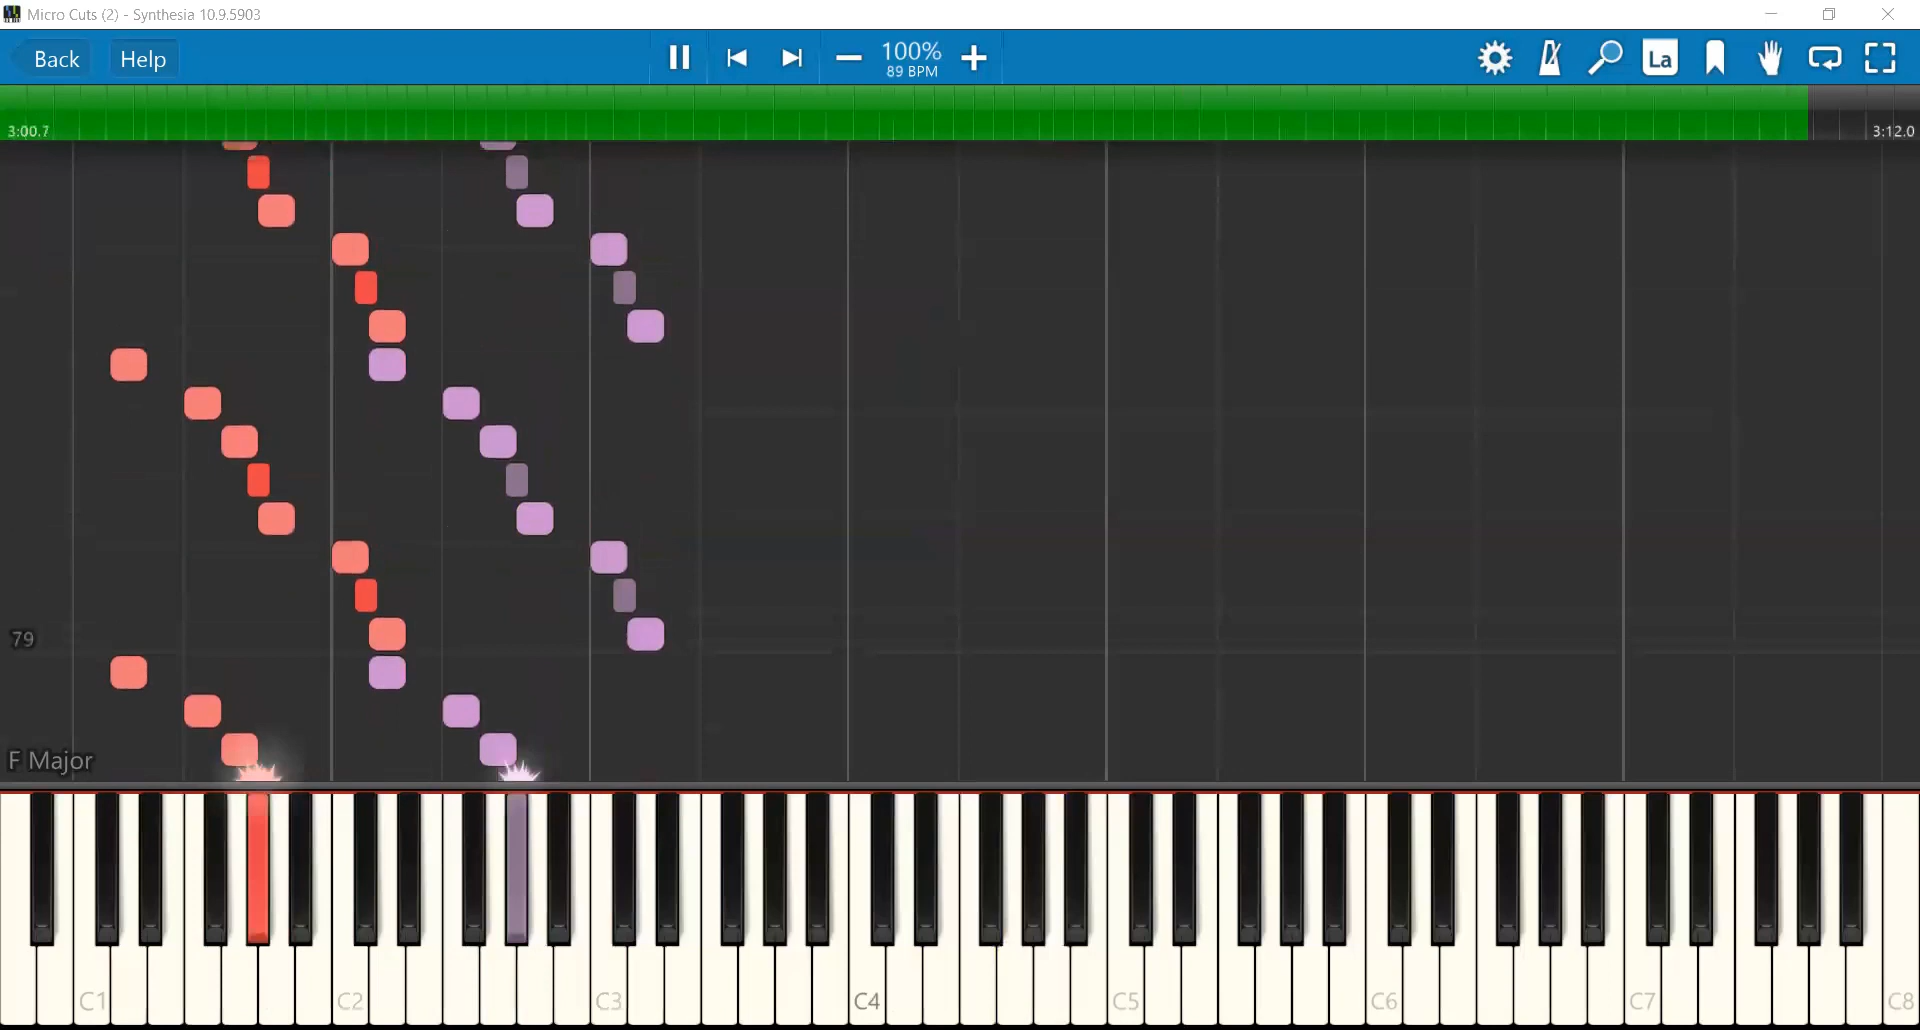 Micro Cuts (2) - Synthesia 10.9.5903
Back
Help
100%
89 BPM
La
3:00.7
3:12.0
79
F Major
C1
C2
C3
C4
C5
C6
C7
C8